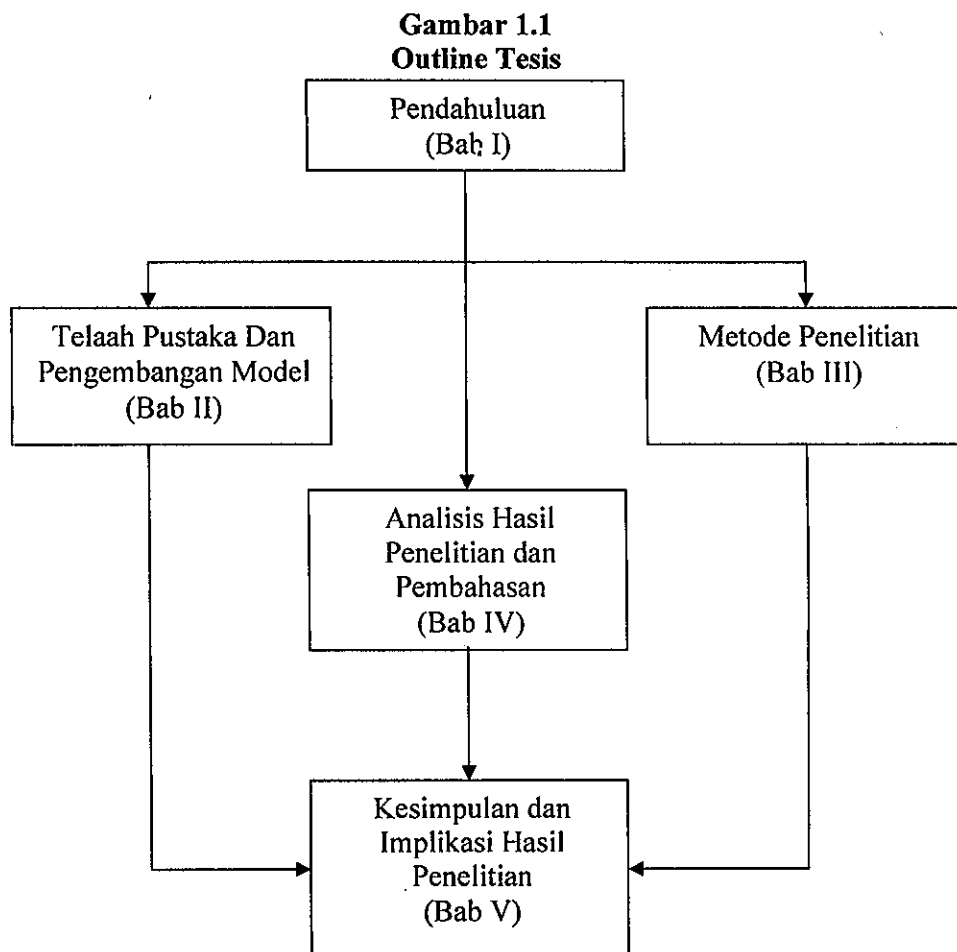 Gambar 1.1
Outline Tesis
Pendahuluan
(Bab I)
Telaah Pustaka Dan
Pengembangan Model
(Bab II)
Metode Penelitian
(Bab III)
Analisis Hasil
Penelitian dan
Pembahasan
(Bab IV)
Kesimpulan dan
Implikasi Hasil
Penelitian
(Bab V)